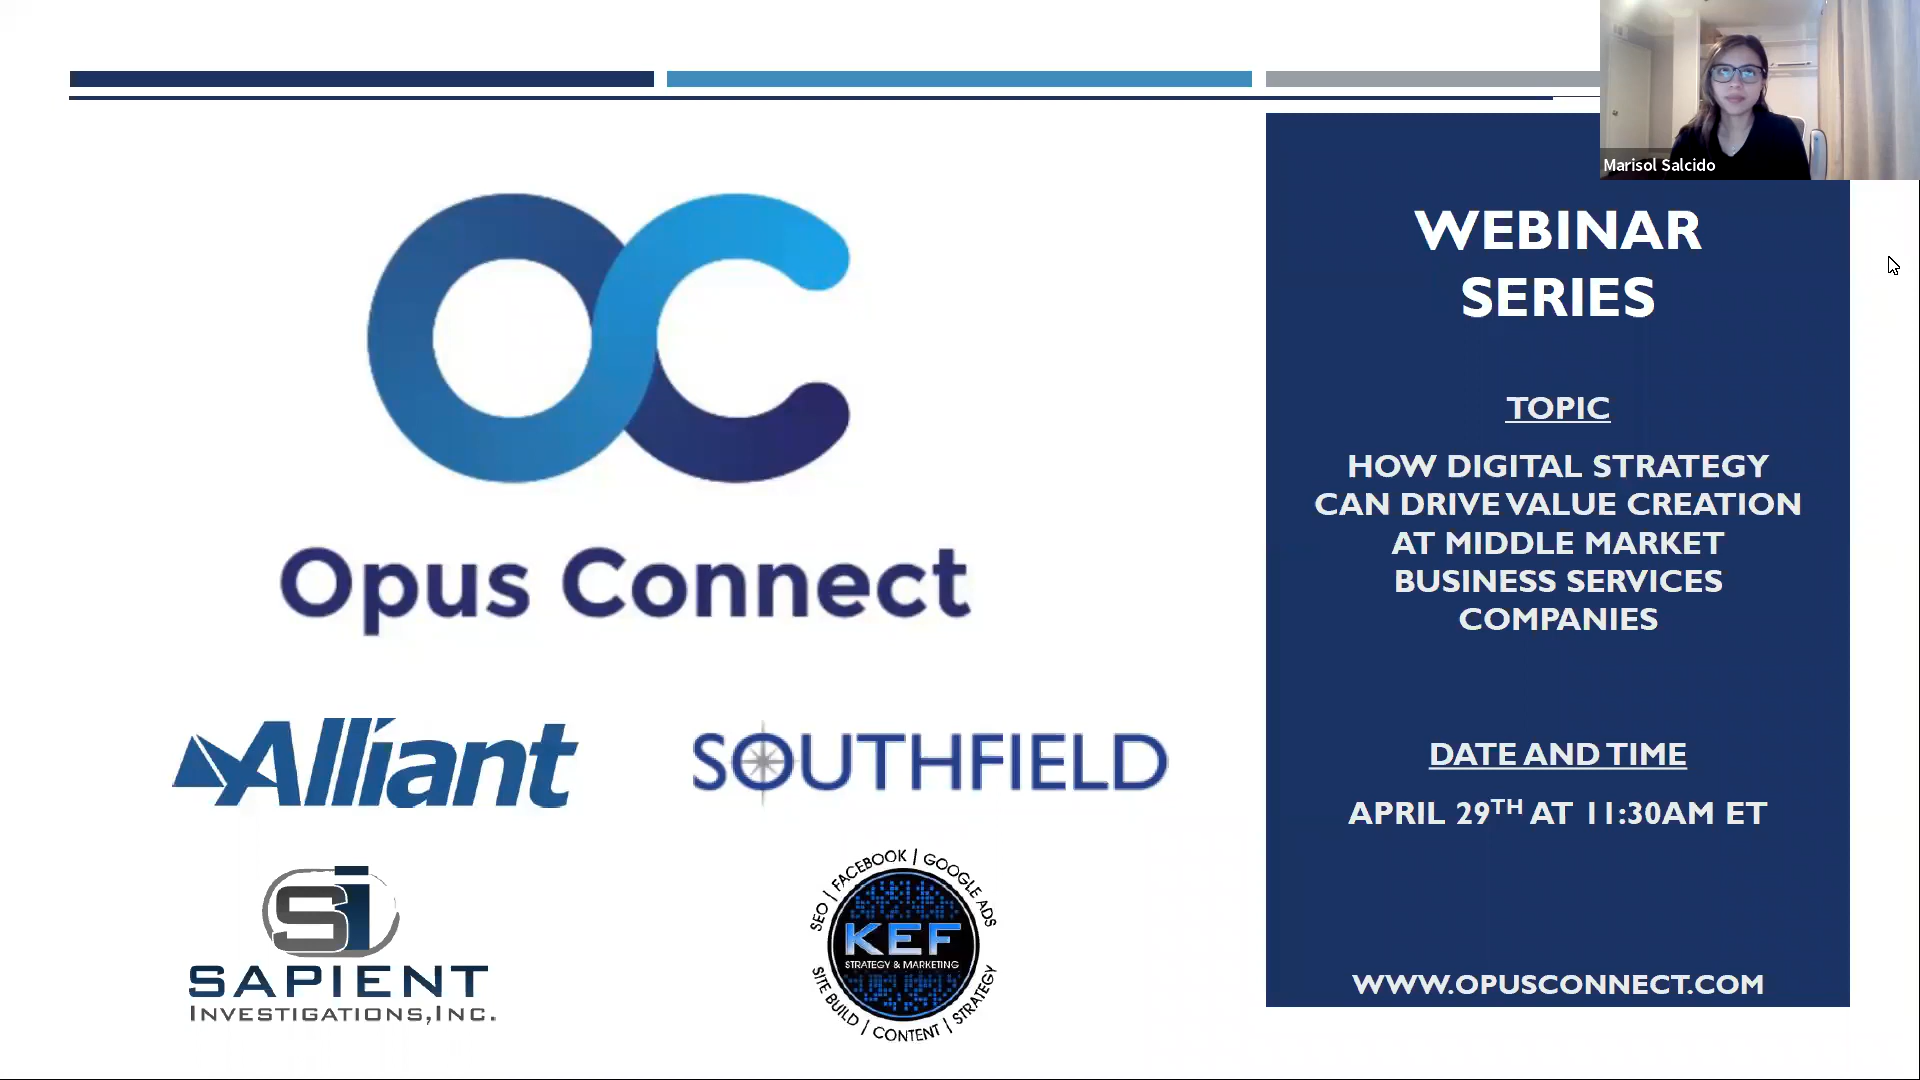 Marisol Salcido
WEBINAR
SERIES
TOPIC
HOW DIGITAL STRATEGY
CAN DRIVE VALUE CREATION
AT MIDDLE MARKET
BUSINESS SERVICES
COMPANIES
DATE AND TIME
APRIL 29TH AT 11:30AM ET
WWW.OPUSCONNECT.COM
OC
Opus Connect
Alliant
SOUTHFIELD
Si
SAPIENT
INVESTIGATIONS, INC.
SEO | FACEBOOK | GOOGLE ADS
KEF
STRATEGY & MARKETING
SITE BUILD | CONTENT | STRATEGY